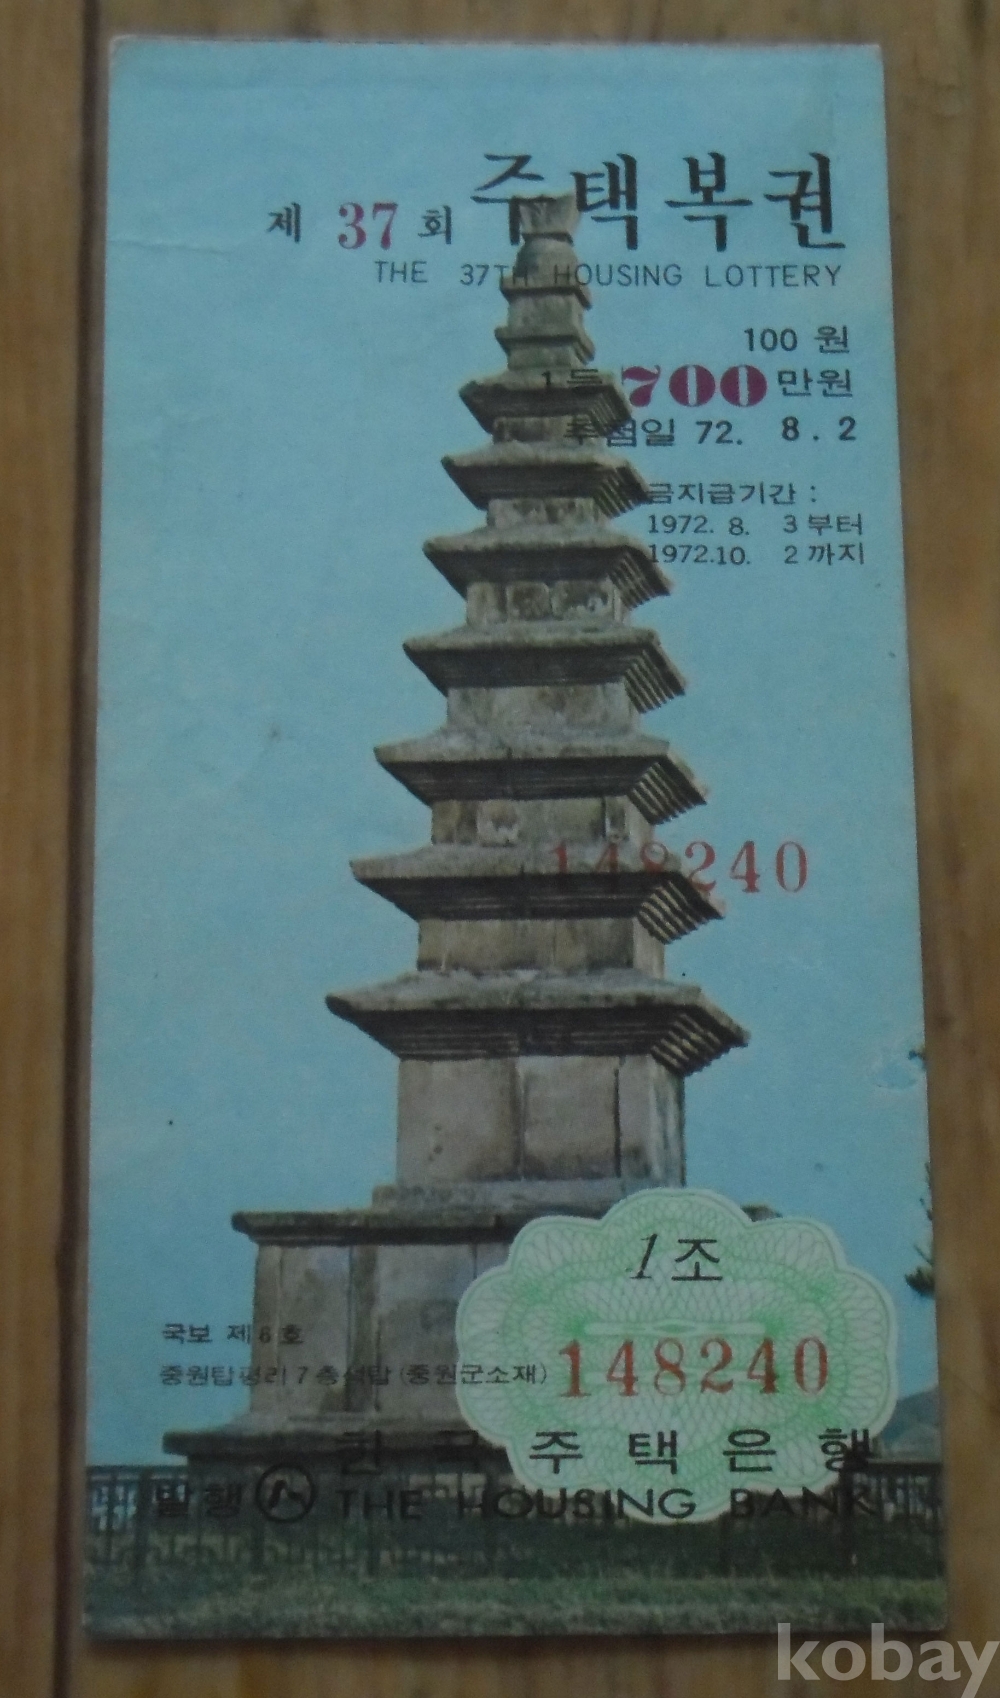 제 37 회 주택복권
THE 37TH HOUSING LOTTERY
100 원
1 등 700 만원
추첨일 72. 8 . 2
금지급기간 :
1972. 8. 3 부터
1972.10. 2 까지
148240
1 조
국보 제 6 호
중원탑평리 7 층석탑 (중원군소재)
148240
한국주택은행
발행 THE HOUSING BANK
kobay